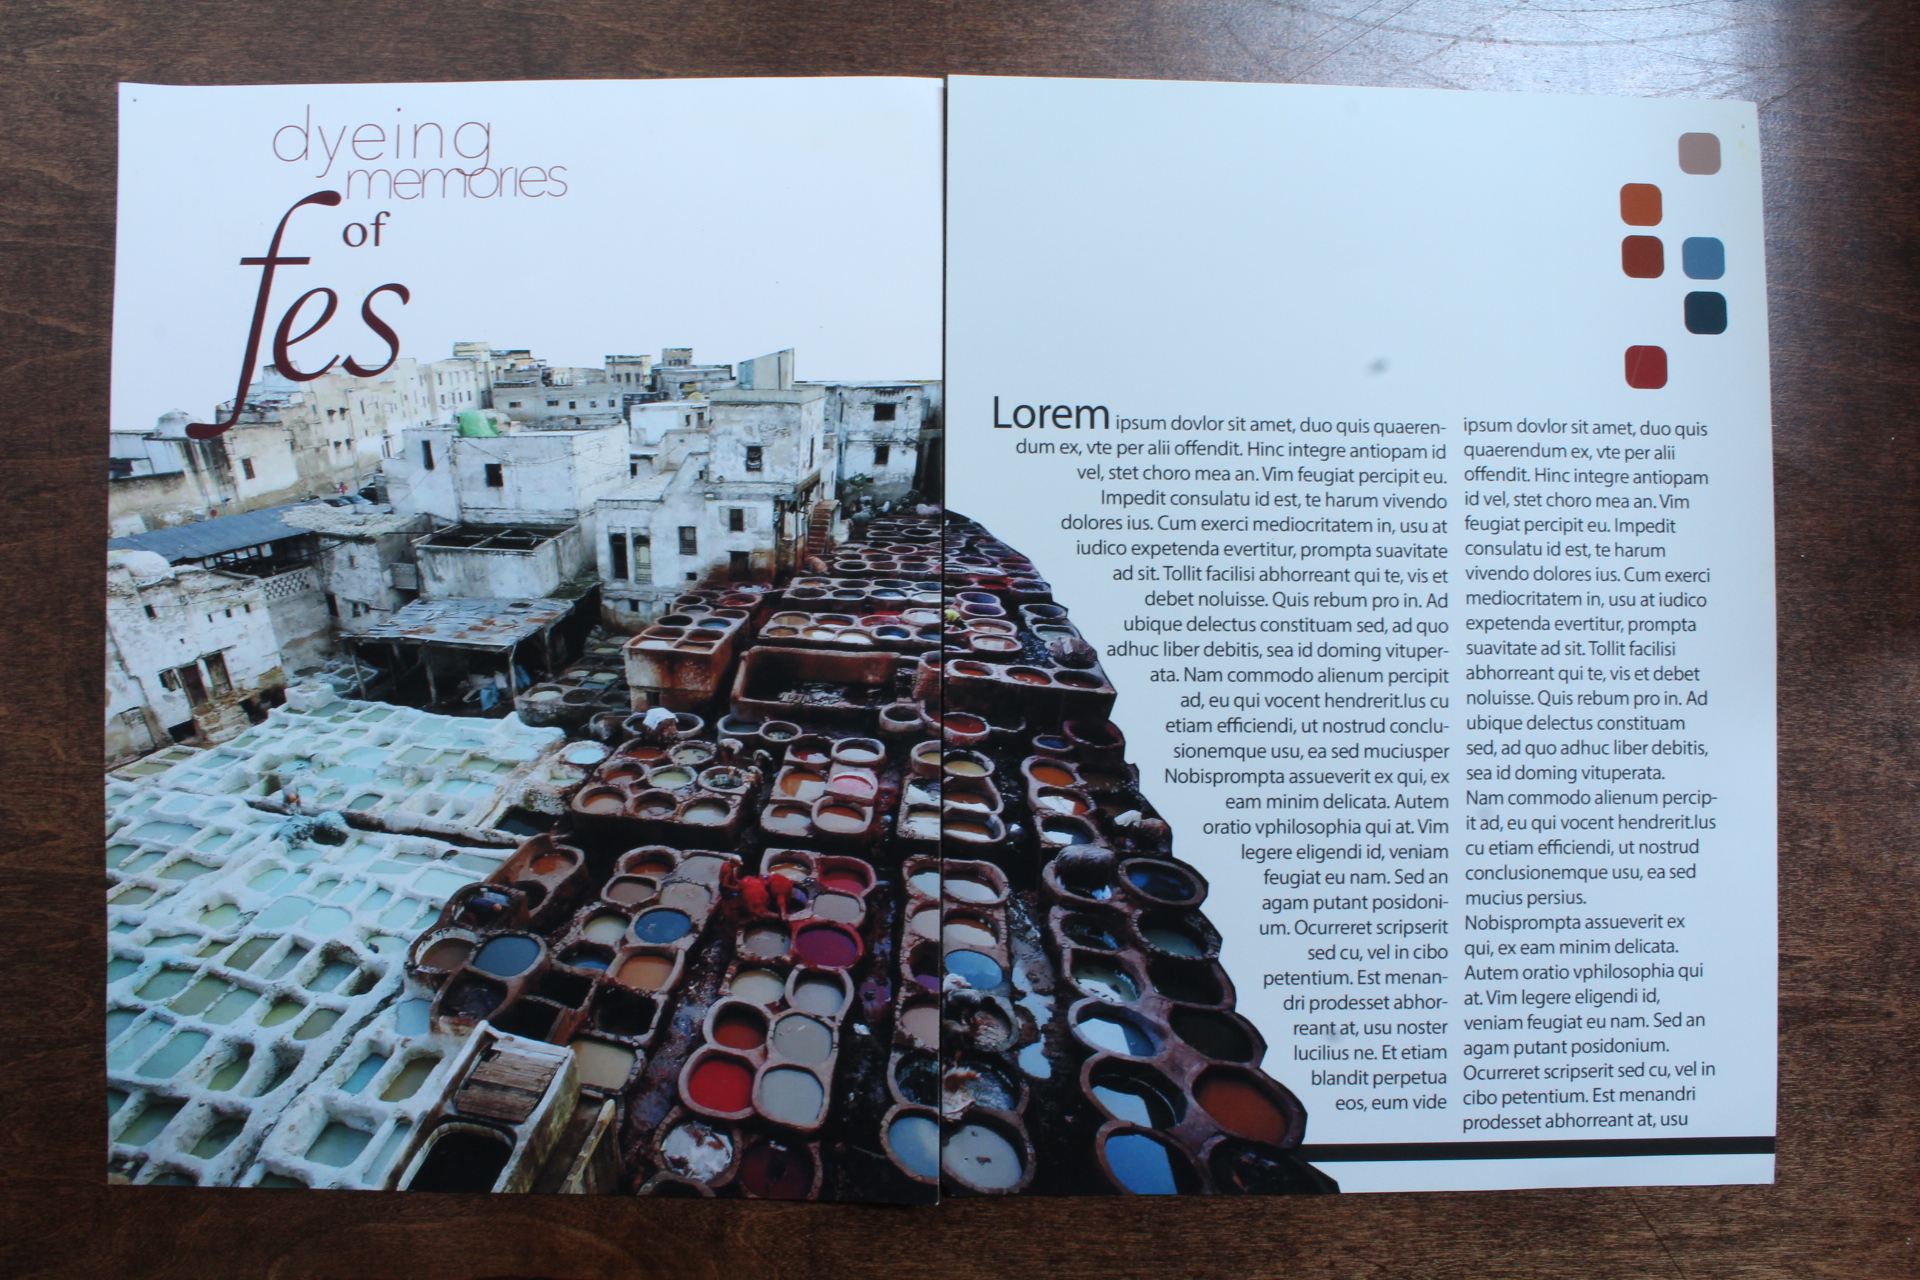 dyeing
memories
of
fes
Lorem ipsum dovlor sit amet, duo quis quaeren-
dum ex, vte per alii offendit. Hinc integre antiopam id
vel, stet choro mea an. Vim feugiat percipit eu.
Impedit consulatu id est, te harum vivendo
dolores ius. Cum exerci mediocritatem in, usu at
iudico expetenda evertitur, prompta suavitate
ad sit. Tollit facilisi abhorreant qui te, vis et
debet noluisse. Quis rebum pro in. Ad
ubique delectus constituam sed, ad quo
adhuc liber debitis, sea id doming vituper-
ata. Nam commodo alienum percipit
ad, eu qui vocent hendrerit.lus cu
etiam efficiendi, ut nostrud conclu-
sionemque usu, ea sed muciusper
Nobisprompta assueverit ex qui, ex
eam minim delicata. Autem
oratio vphilosophia qui at. Vim
legere eligendi id, veniam
feugiat eu nam. Sed an
agam putant posidoni-
um. Ocurreret scripserit
sed cu, vel in cibo
petentium. Est menan-
dri prodesset abhor-
reant at, usu noster
lucilius ne. Et etiam
blandit perpetua
eos, eum vide
ipsum dovlor sit amet, duo quis
quaerendum ex, vte per alii
offendit. Hinc integre antiopam
id vel, stet choro mea an. Vim
feugiat percipit eu. Impedit
consulatu id est, te harum
vivendo dolores ius. Cum exerci
mediocritatem in, usu at iudico
expetenda evertitur, prompta
suavitate ad sit. Tollit facilisi
abhorreant qui te, vis et debet
noluisse. Quis rebum pro in. Ad
ubique delectus constituam
sed, ad quo adhuc liber debitis,
sea id doming vituperata.
Nam commodo alienum percip-
it ad, eu qui vocent hendrerit.lus
cu etiam efficiendi, ut nostrud
conclusionemque usu, ea sed
mucius persius.
Nobisprompta assueverit ex
qui, ex eam minim delicata.
Autem oratio vphilosophia qui
at. Vim legere eligendi id,
veniam feugiat eu nam. Sed an
agam putant posidonium.
Ocurreret scripserit sed cu, vel in
cibo petentium. Est menandri
prodesset abhorreant at, usu